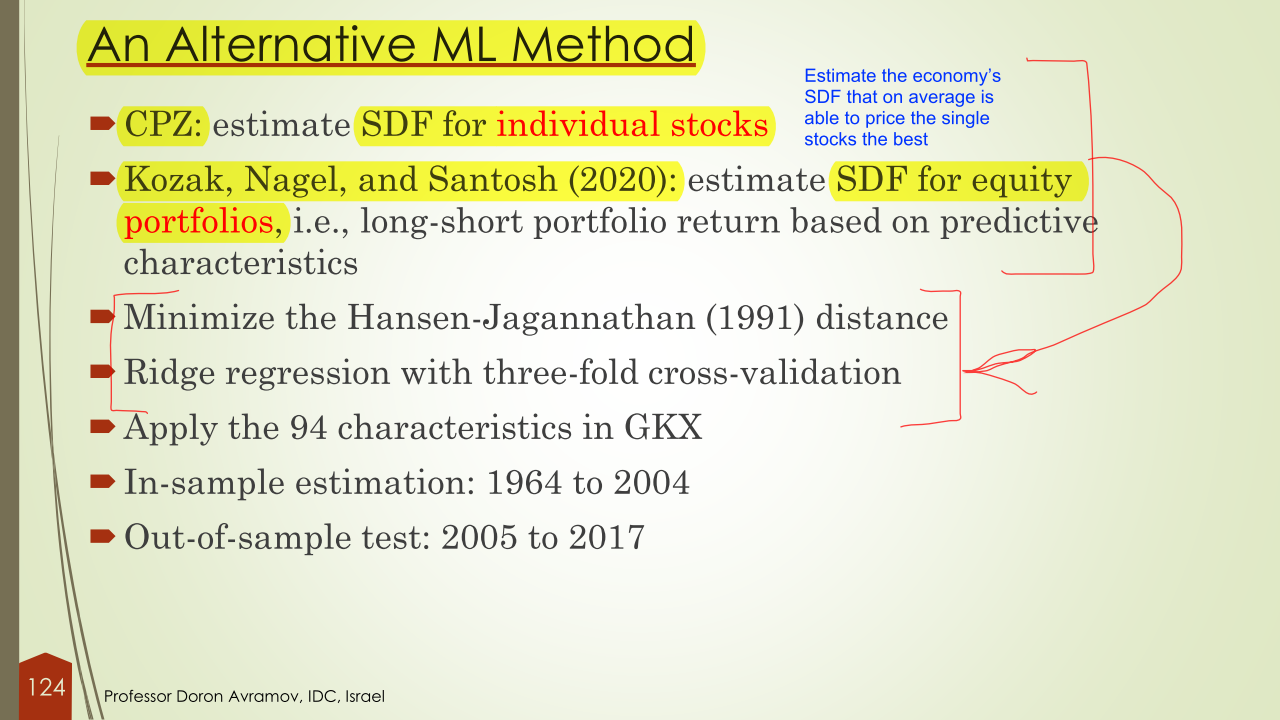 An Alternative ML Method
Estimate the economy's
SDF that on average is
able to price the single
stocks the best
CPZ: estimate SDF for individual stocks
Kozak, Nagel, and Santosh (2020): estimate SDF for equity
portfolios, i.e., long-short portfolio return based on predictive
characteristics
Minimize the Hansen-Jagannathan (1991) distance
Ridge regression with three-fold cross-validation
Apply the 94 characteristics in GKX
In-sample estimation: 1964 to 2004
Out-of-sample test: 2005 to 2017
124
Professor Doron Avramov, IDC, Israel